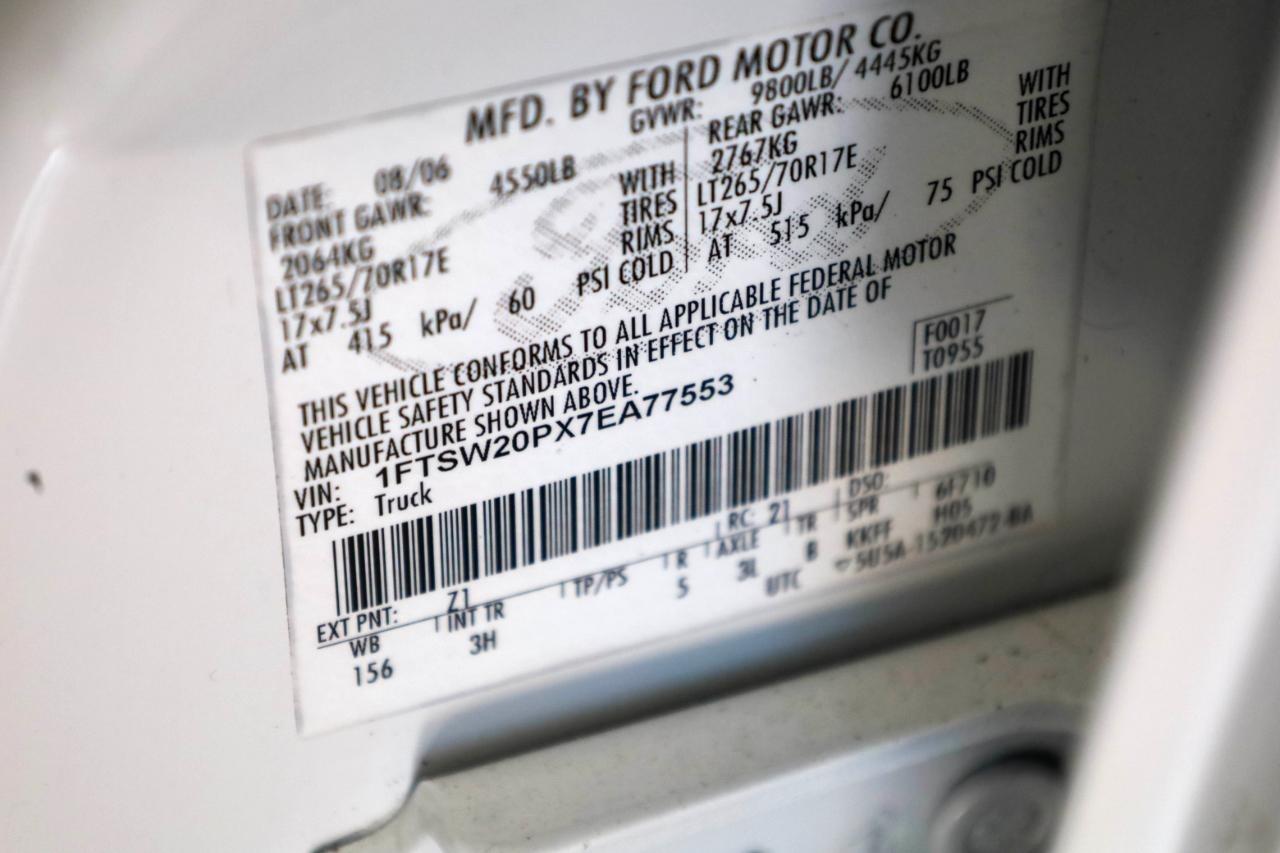 MFD. BY FORD MOTOR CO.
DATE: 08/06 GVWR: 9800LB/ 4445KG
FRONT GAWR: 4550LB REAR GAWR: 6100LB
2064KG WITH 2767KG WITH
LT265/70R17E TIRES LT265/70R17E TIRES
17x7.5J RIMS 17x7.5J RIMS
AT 415 kPa/ 60 PSI COLD AT 515 kPa/ 75 PSI COLD
THIS VEHICLE CONFORMS TO ALL APPLICABLE FEDERAL MOTOR
VEHICLE SAFETY STANDARDS IN EFFECT ON THE DATE OF
MANUFACTURE SHOWN ABOVE.
VIN: 1FTSW20PX7EA77553 F0017
TYPE: Truck T0955
EXT PNT: Z1 RC: 21 DSO: 6F710
WB INT TR TP/PS R AXLE TR SPR M05
156 3H 5 3L B KKFF
UTC